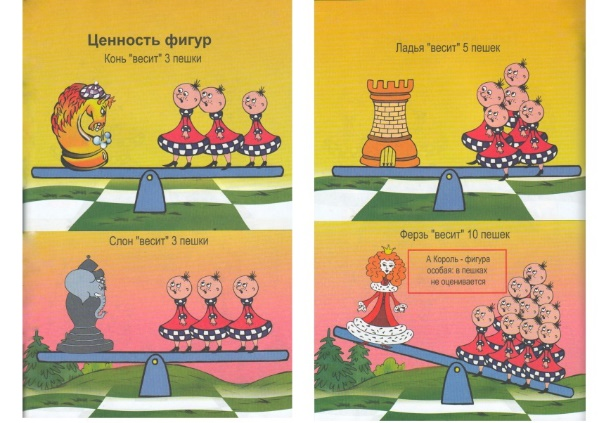 Ценность фигур
Конь "весит" 3 пешки
Ладья "весит" 5 пешек
Слон "весит" 3 пешки
Ферзь "весит" 10 пешек
А Король - фигура
особая: в пешках
не оценивается